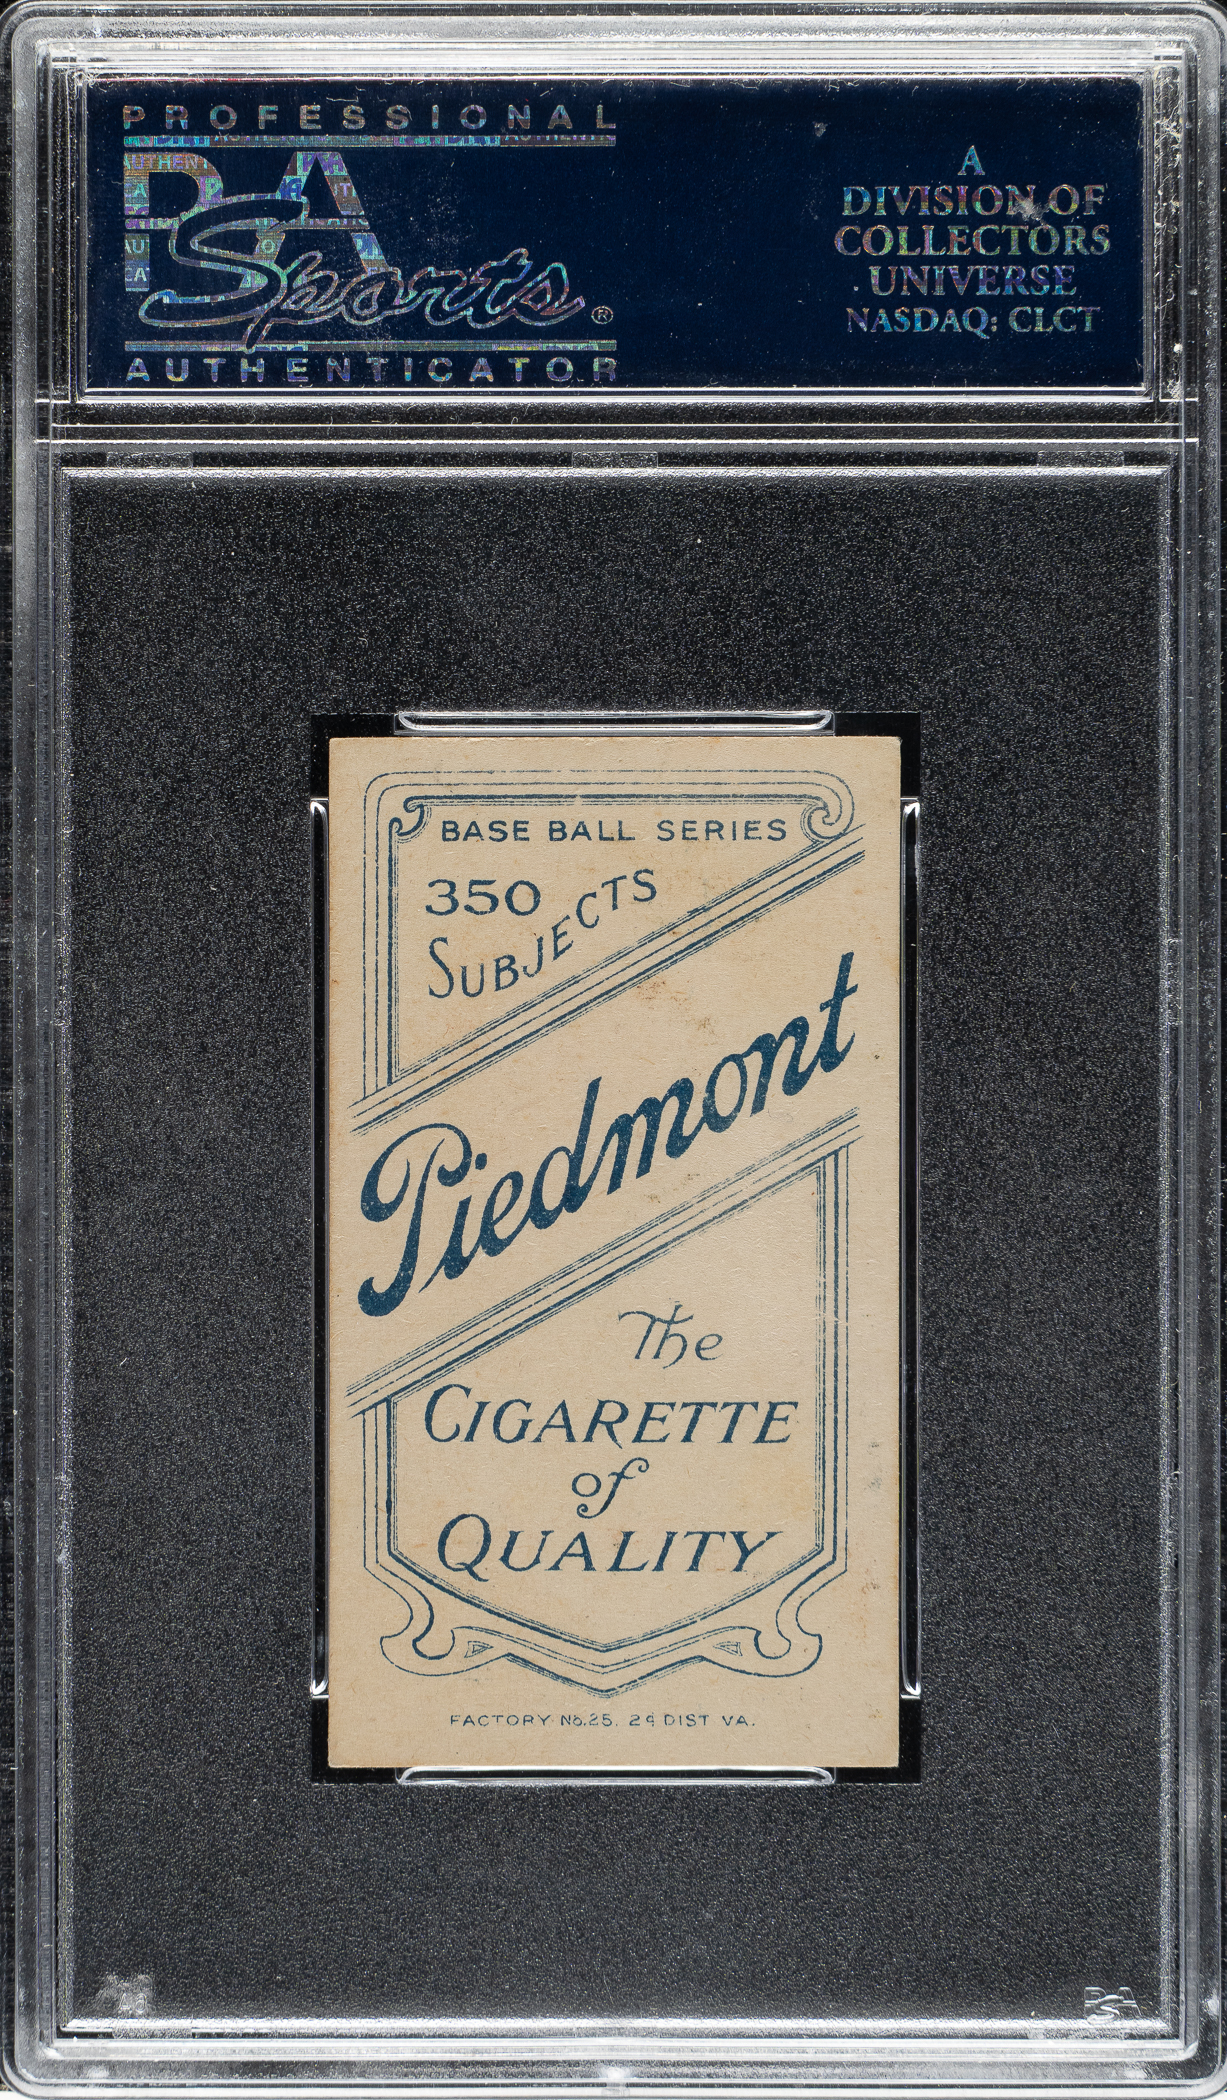 PROFESSIONAL
PSA
Sports®
AUTHENTICATOR
A
DIVISION OF
COLLECTORS
UNIVERSE
NASDAQ: CLCT
BASE BALL SERIES
350
SUBJECTS
Piedmont
The
CIGARETTE
of
QUALITY
FACTORY No.25. 2d DIST VA.
PSA